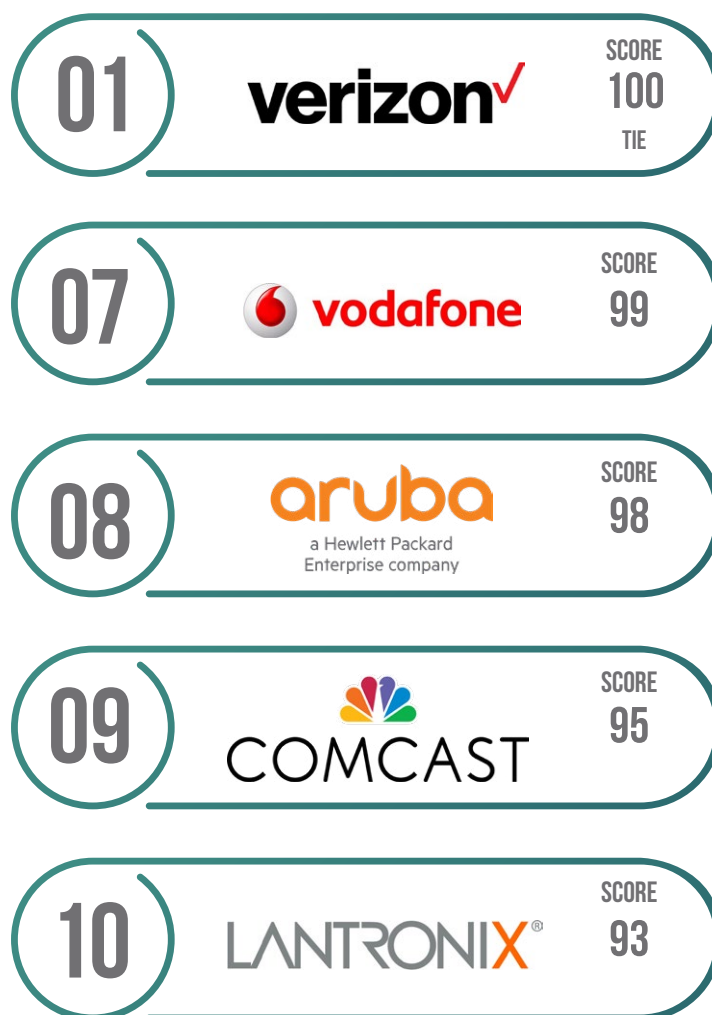 01
verizon✓
SCORE
100
TIE
07
vodafone
SCORE
99
08
aruba
a Hewlett Packard
Enterprise company
SCORE
98
09
COMCAST
SCORE
95
10
LANTRONIX®
SCORE
93